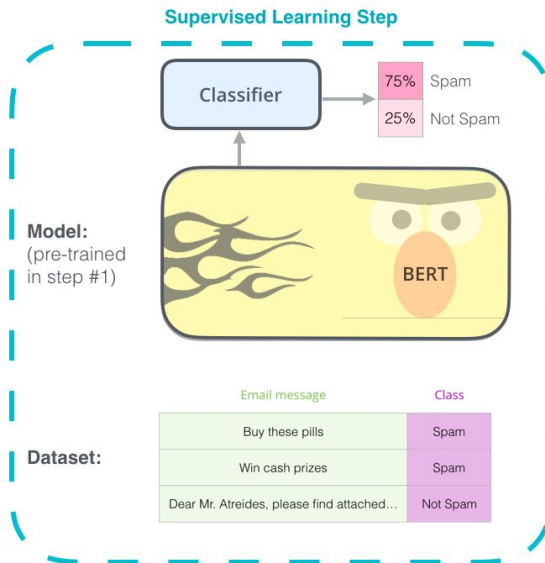 Supervised Learning Step
Classifier
75% Spam
25% Not Spam
Model:
(pre-trained
in step #1)
BERT
Email message Class
Buy these pills Spam
Dataset:
Win cash prizes Spam
Dear Mr. Atreides, please find attached... Not Spam